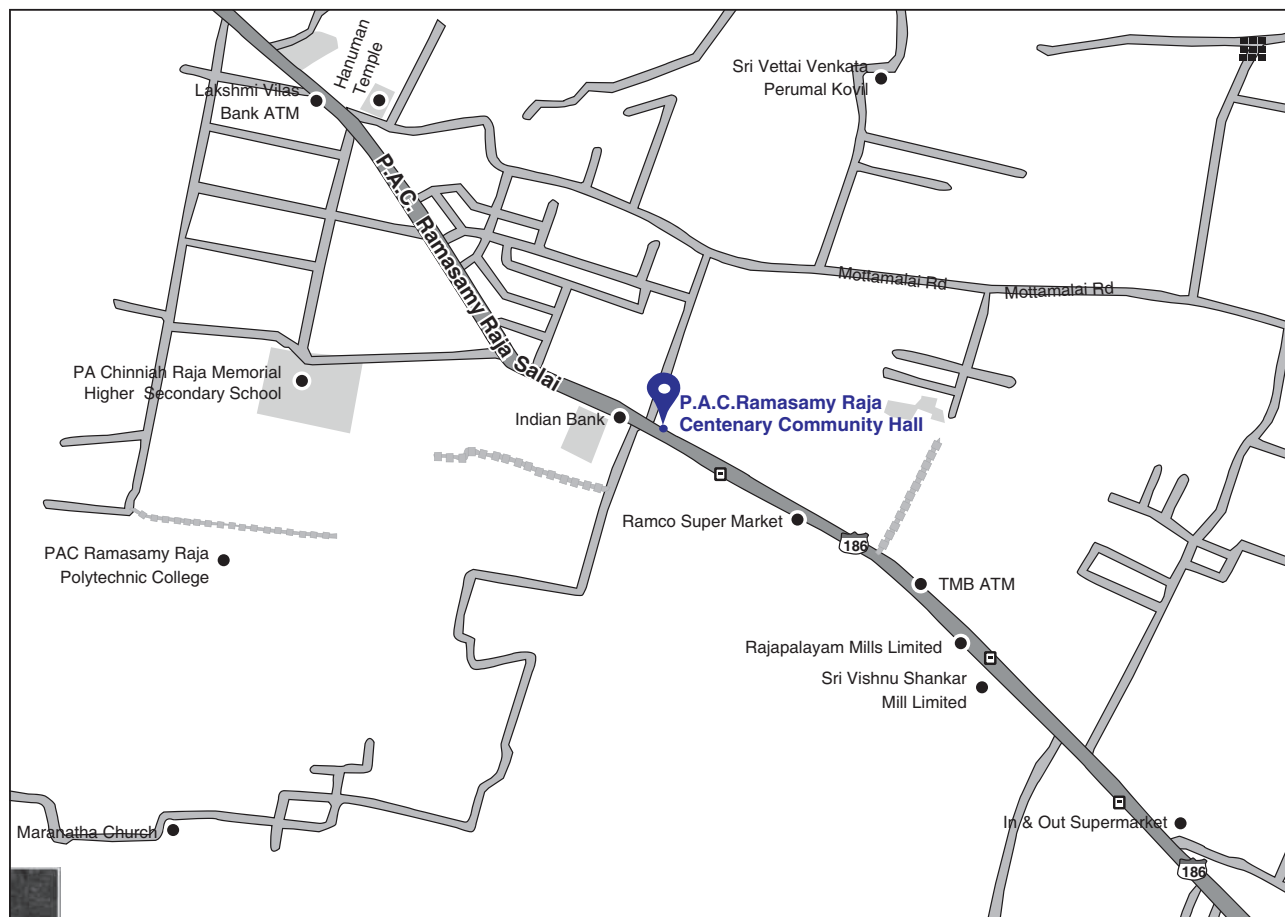 Hanuman
Temple
Sri Vettai Venkata
Perumal Kovil
Lakshmi Vilas
Bank ATM
P.A.C. Ramasamy Raja Salai
Mottamalai Rd
Mottamalai Rd
PA Chinniah Raja Memorial
Higher Secondary School
P.A.C.Ramasamy Raja
Centenary Community Hall
Indian Bank
Ramco Super Market
186
PAC Ramasamy Raja
Polytechnic College
TMB ATM
Rajapalayam Mills Limited
Sri Vishnu Shankar
Mill Limited
In & Out Supermarket
Maranatha Church
186